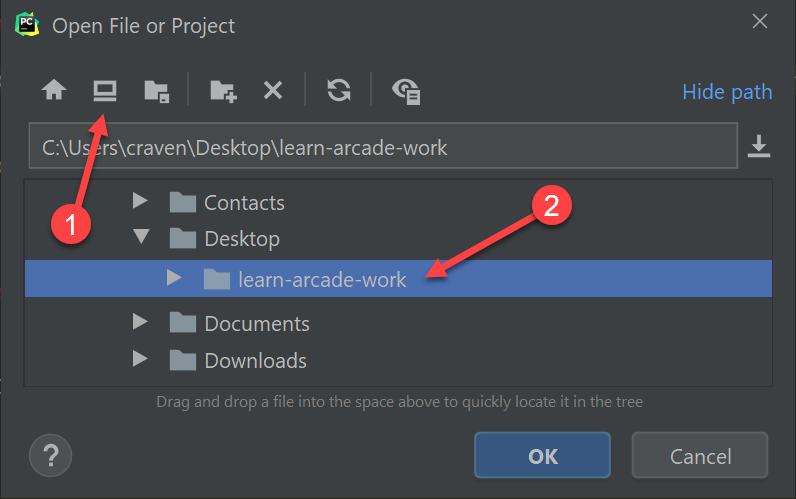 PC
Open File or Project
Hide path
C:\Users\craven\Desktop\learn-arcade-work
Contacts
1
2
Desktop
learn-arcade-work
Documents
Downloads
Drag and drop a file into the space above to quickly locate it in the tree
?
OK
Cancel